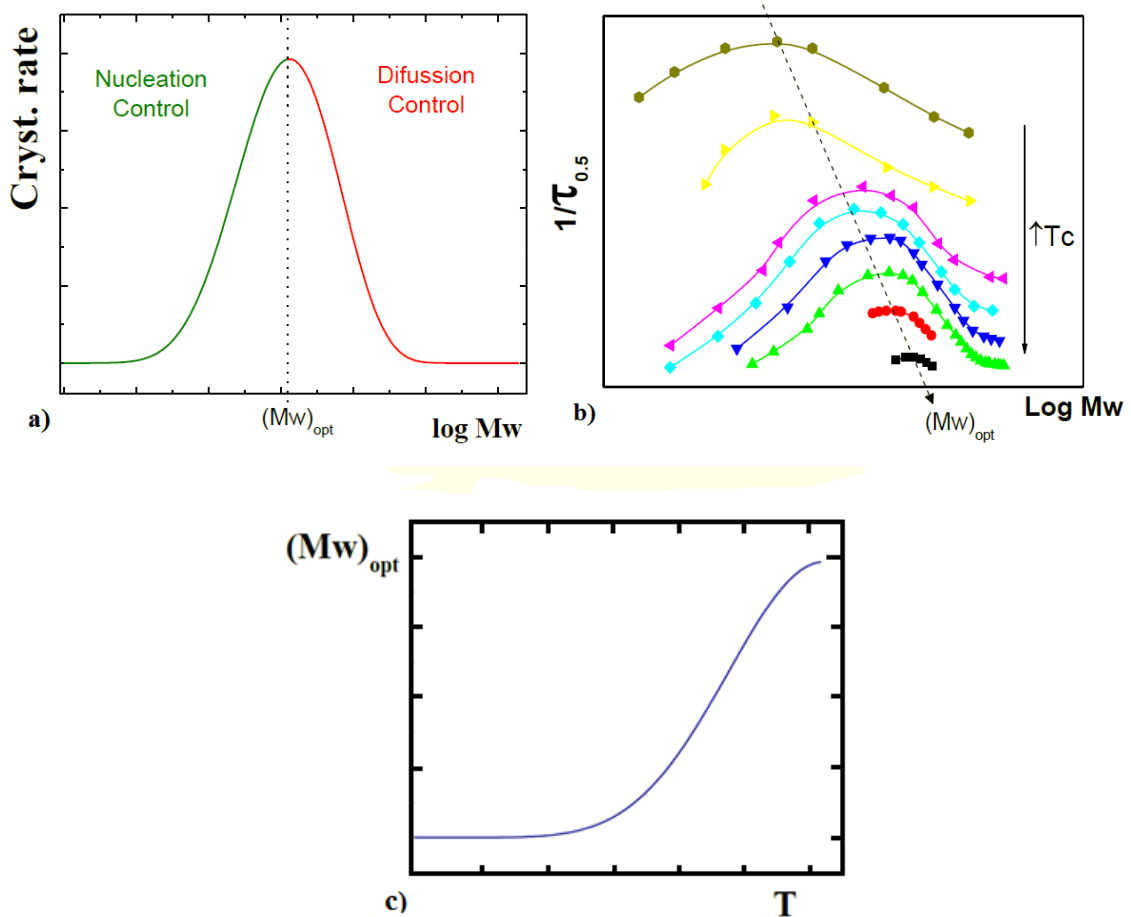 Cryst. rate
Nucleation
Control
Difussion
Control
a)
(Mw)opt
log Mw
1/τ0.5
↑Tc
b)
Log Mw
(Mw)opt
(Mw)opt
c)
T